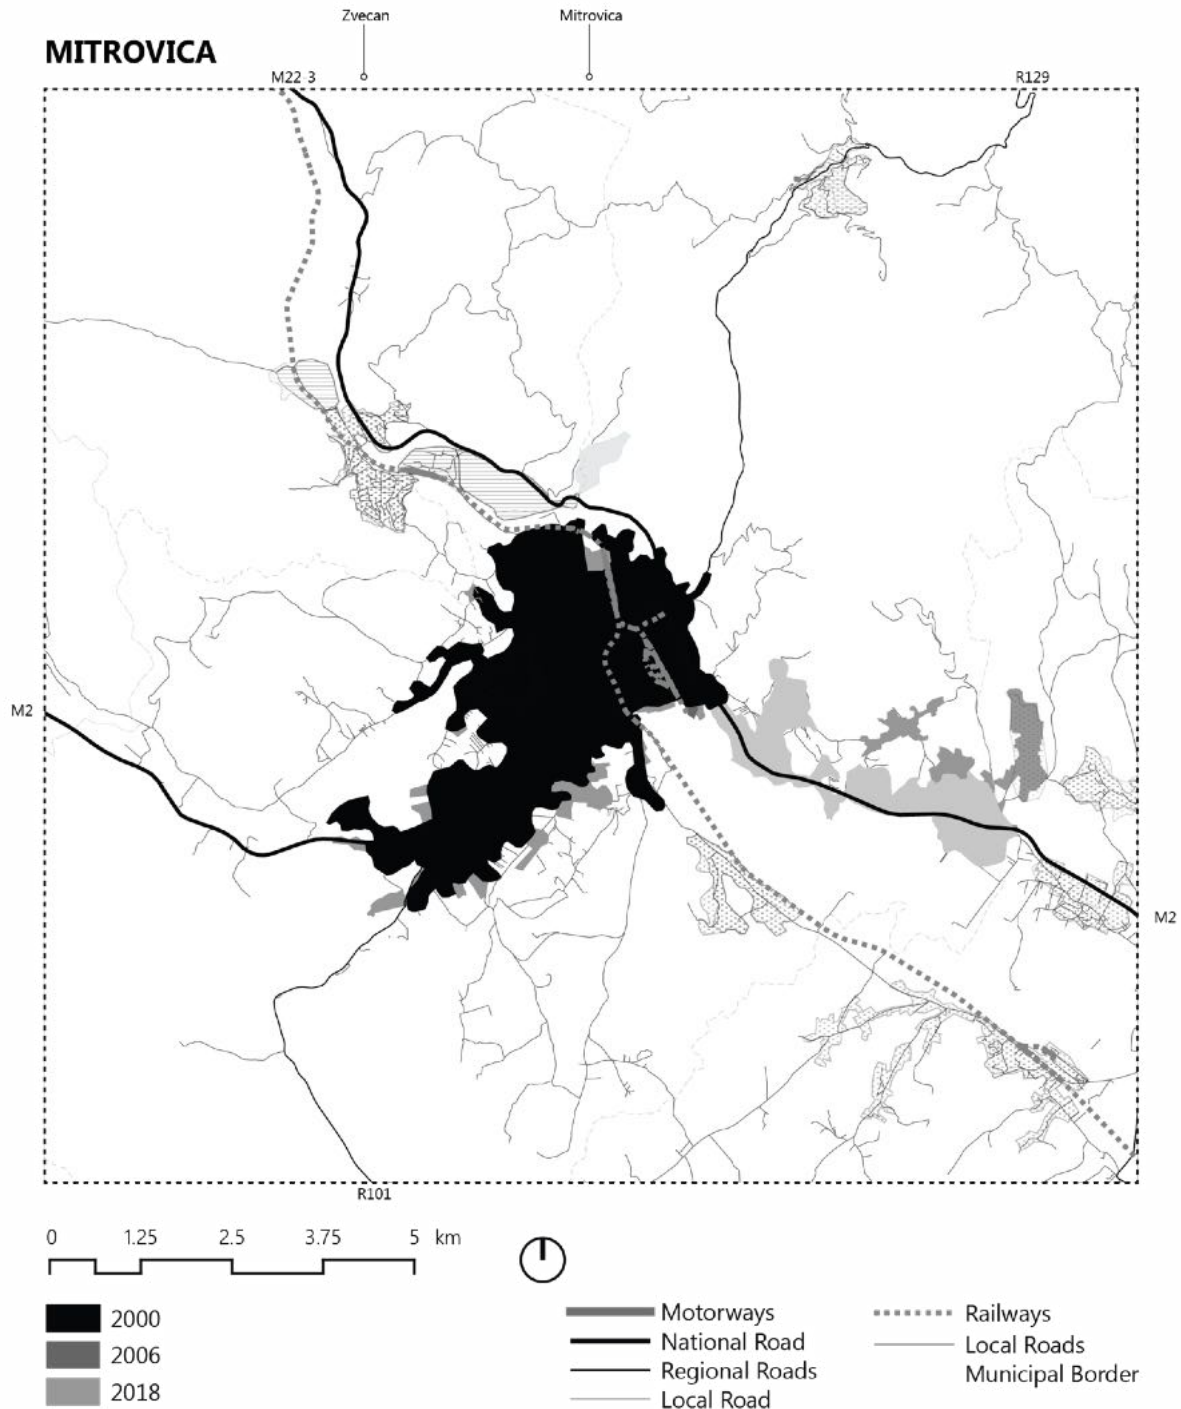 Zvecan
Mitrovica
MITROVICA
M22 3
R129
M2
M2
R101
0 1.25 2.5 3.75 5 km
2000
2006
2018
Motorways
National Road
Regional Roads
Local Road
Railways
Local Roads
Municipal Border